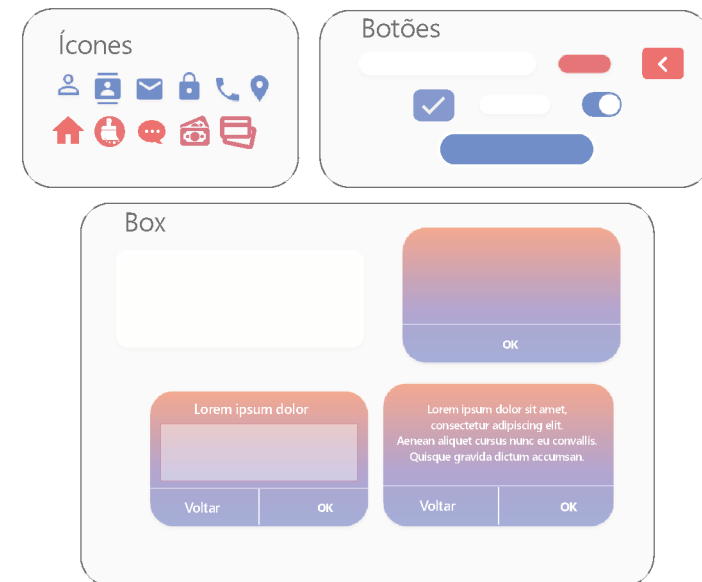 Ícones
Botões
Box
OK
Lorem ipsum dolor
Voltar
OK
Lorem ipsum dolor sit amet,
consectetur adipiscing elit.
Aenean aliquet cursus nunc eu convallis.
Quisque gravida dictum accumsan.
Voltar
OK